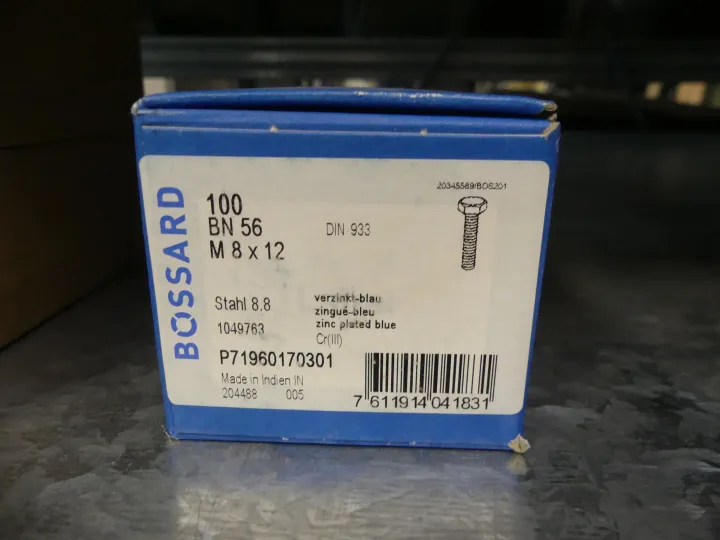 BOSSARD
20345569/BOS201
100
BN 56
DIN 933
M 8 x 12
Stahl 8.8
verzinkt-blau
zingué-bleu
1049763
zinc plated blue
Cr(III)
P71960170301
Made in Indien IN
204488 005
7 611914 041831